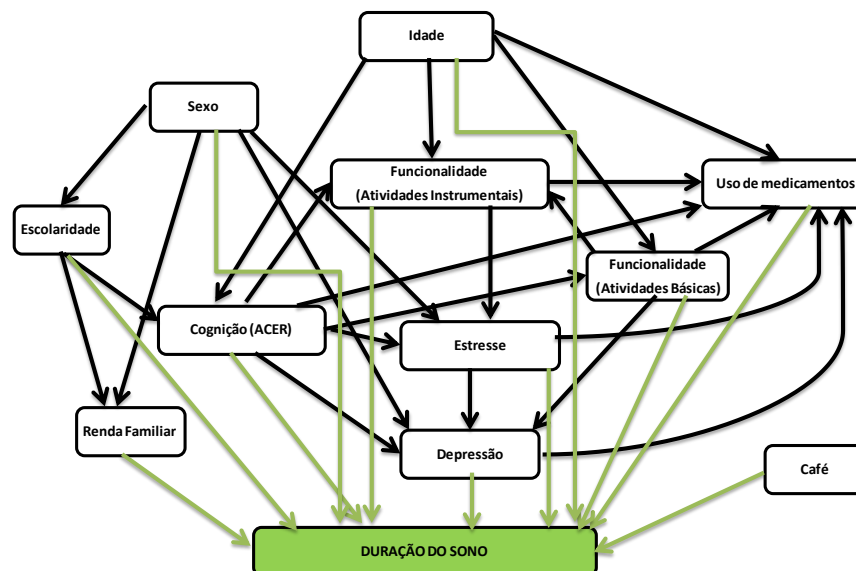 Idade
Sexo
Funcionalidade
(Atividades Instrumentais)
Uso de medicamentos
Escolaridade
Funcionalidade
(Atividades Básicas)
Cognição (ACER)
Estresse
Renda Familiar
Depressão
Café
DURAÇÃO DO SONO